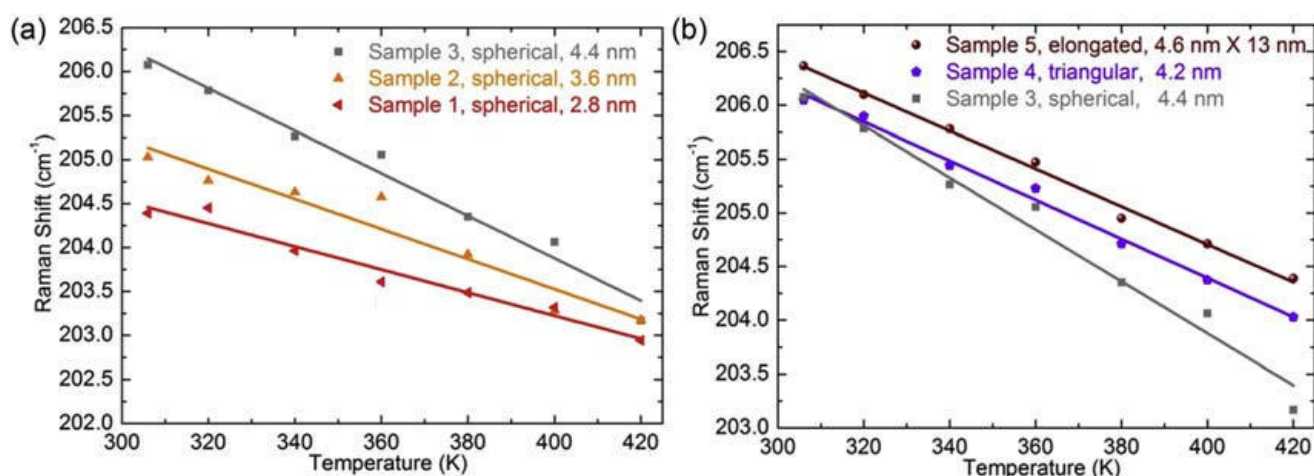 (a)
Sample 3, spherical, 4.4 nm
Sample 2, spherical, 3.6 nm
Sample 1, spherical, 2.8 nm
Raman Shift (cm-1)
206.5
206.0
205.5
205.0
204.5
204.0
203.5
203.0
202.5
202.0
300 320 340 360 380 400 420
Temperature (K)
(b)
Sample 5, elongated, 4.6 nm X 13 nm
Sample 4, triangular, 4.2 nm
Sample 3, spherical, 4.4 nm
Raman Shift (cm-1)
206.5
206.0
205.5
205.0
204.5
204.0
203.5
203.0
300 320 340 360 380 400 420
Temperature (K)